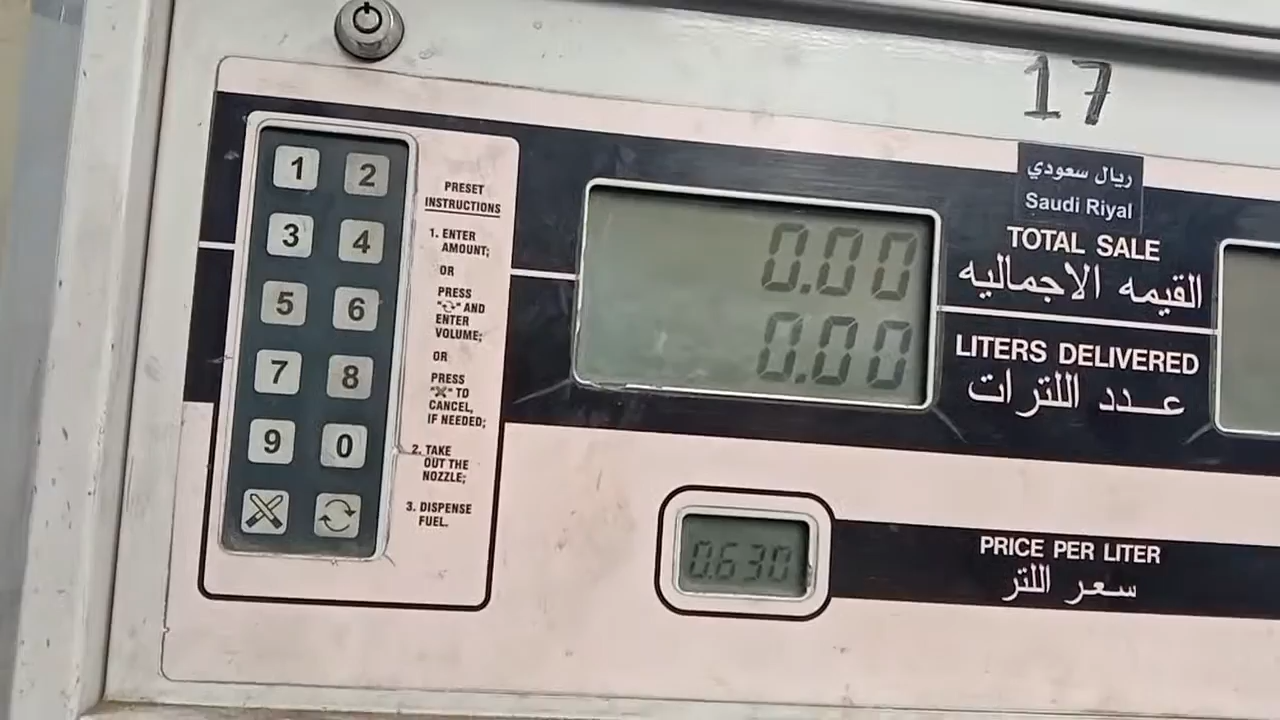 17
1 2
3 4
5 6
7 8
9 0
PRESET
INSTRUCTIONS
1. ENTER
AMOUNT;
OR
PRESS
"🗘" AND
ENTER
VOLUME;
OR
PRESS
"✕" TO
CANCEL,
IF NEEDED;
2. TAKE
OUT THE
NOZZLE;
3. DISPENSE
FUEL.
0.00
0.00
ريال سعودي
Saudi Riyal
TOTAL SALE
القيمه الاجماليه
LITERS DELIVERED
عدد اللترات
0.630
PRICE PER LITER
سعر اللتر